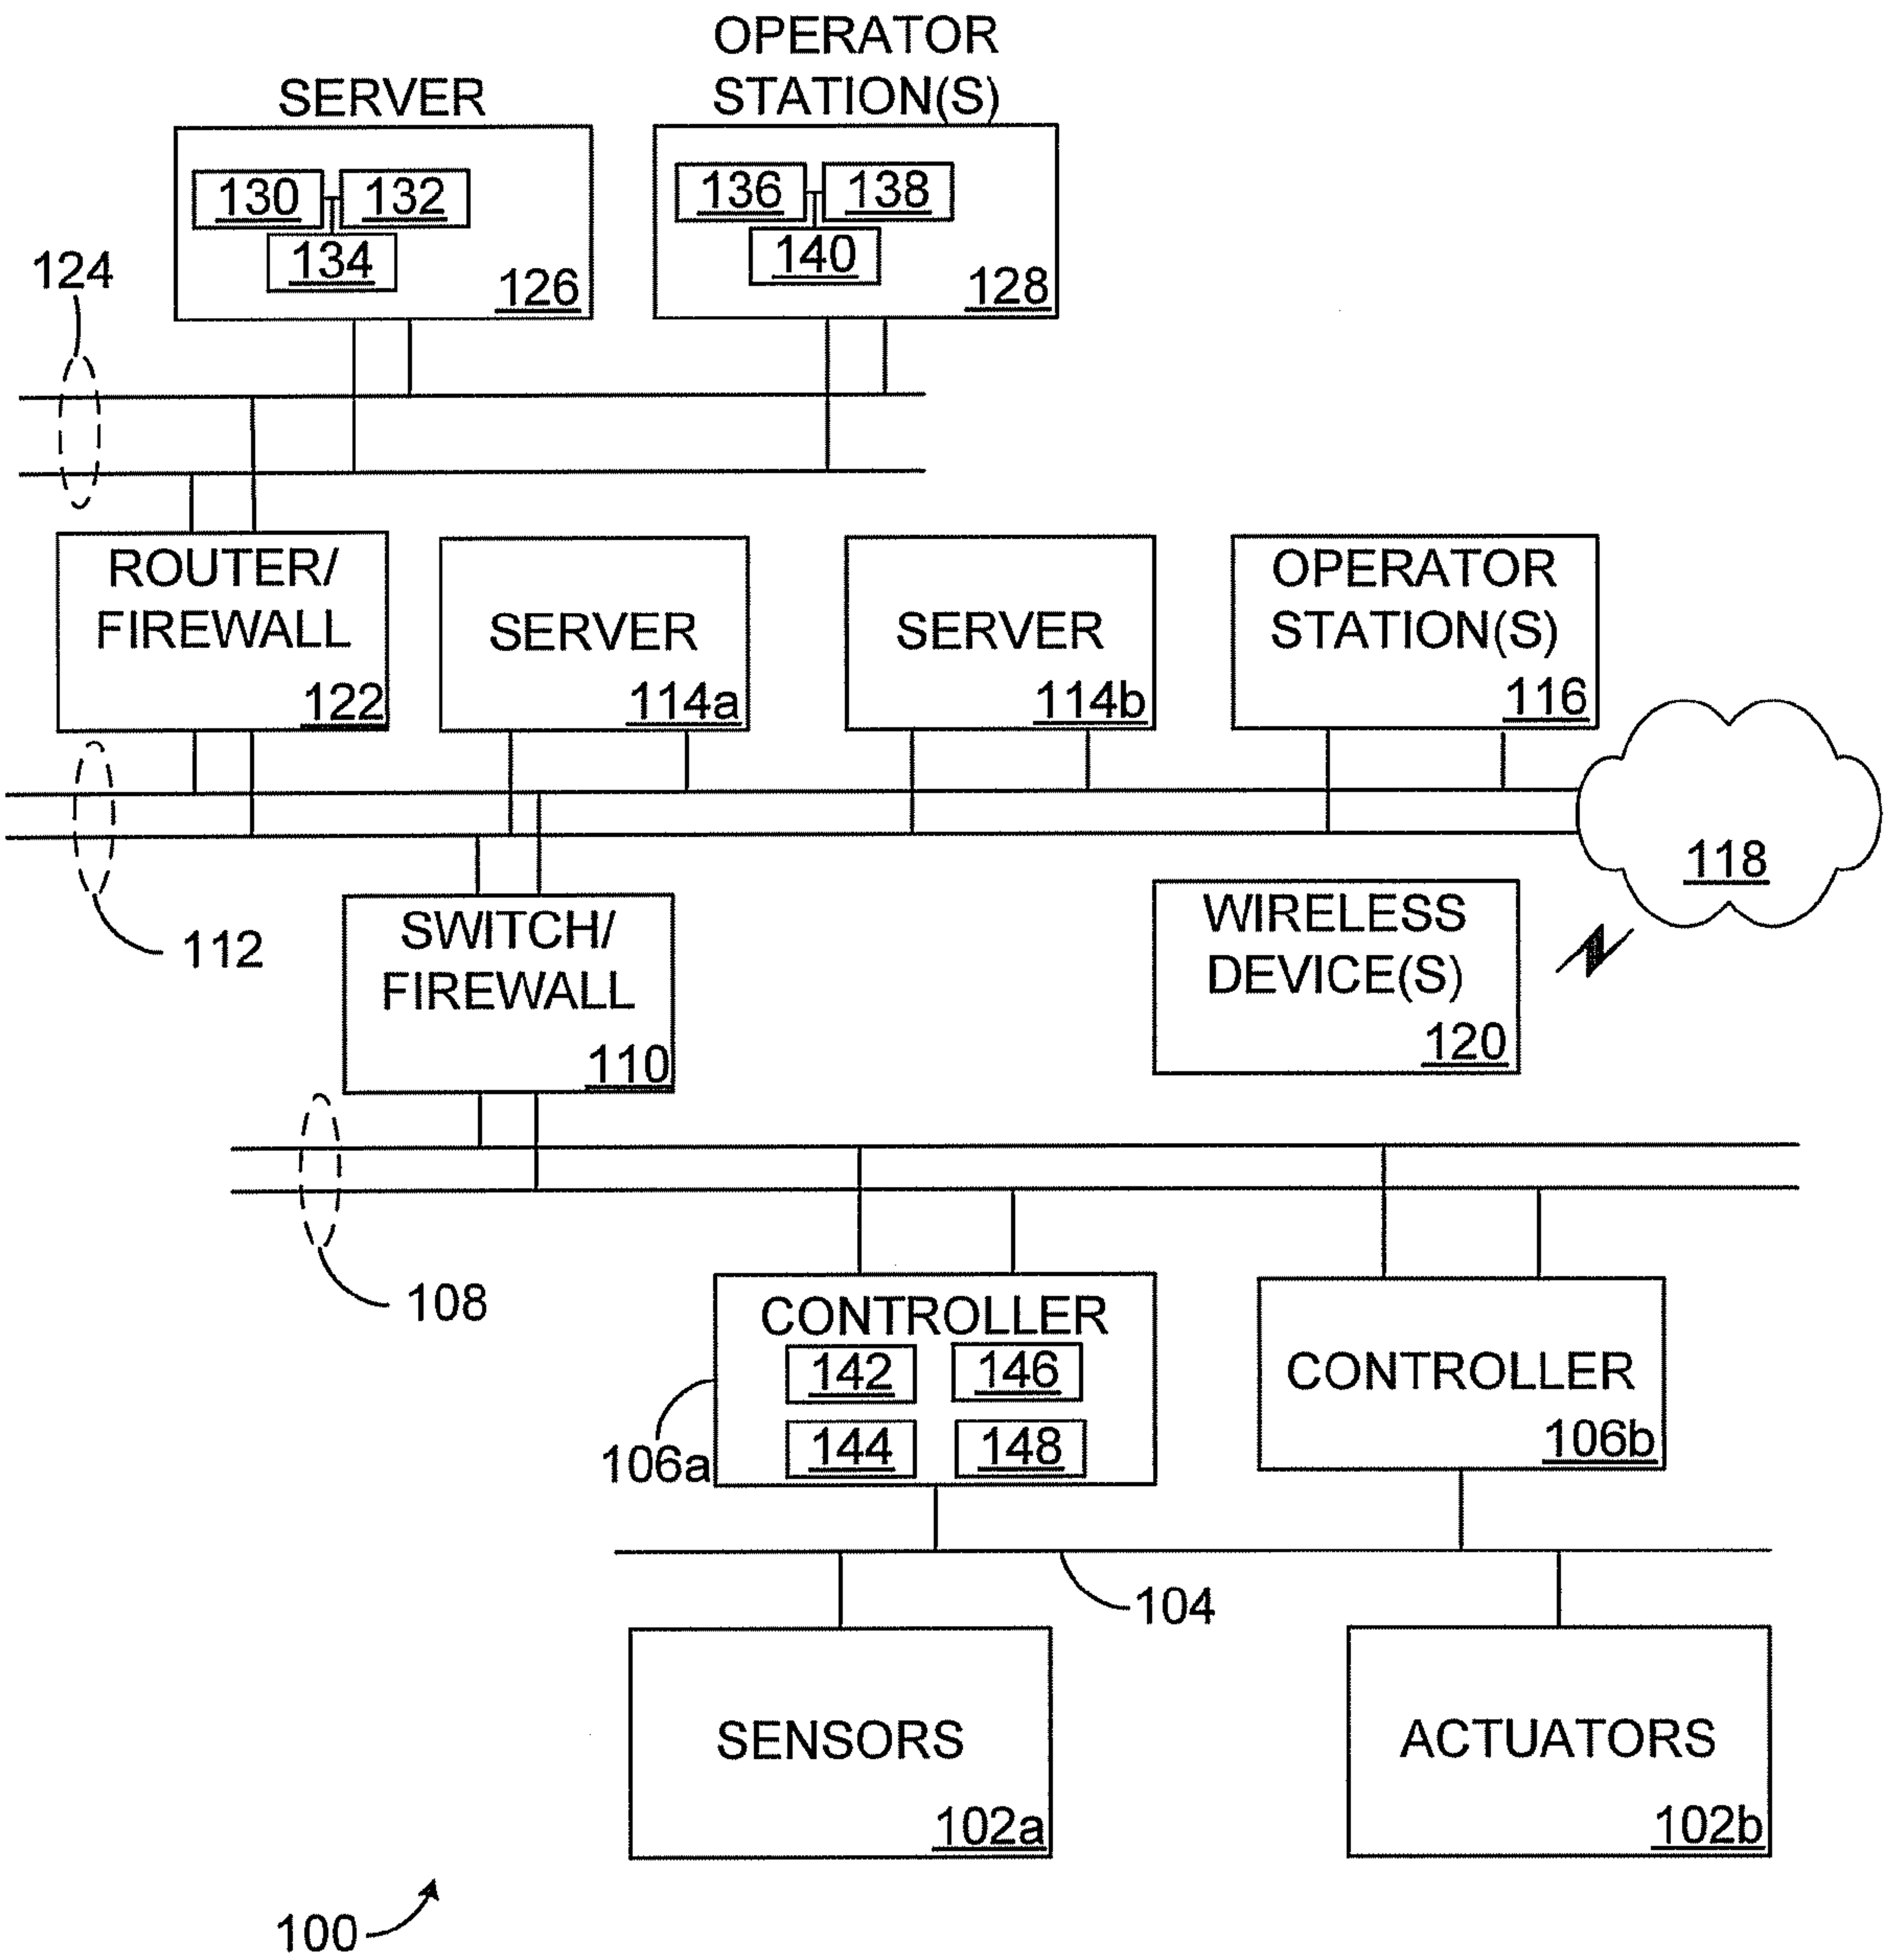 OPERATOR
STATION(S)
SERVER
130
132
134
126
136
138
140
128
124
ROUTER/
FIREWALL
122
SERVER
114a
SERVER
114b
OPERATOR
STATION(S)
116
118
112
SWITCH/
FIREWALL
110
WIRELESS
DEVICE(S)
120
108
CONTROLLER
142
146
144
148
106a
CONTROLLER
106b
104
SENSORS
102a
ACTUATORS
102b
100